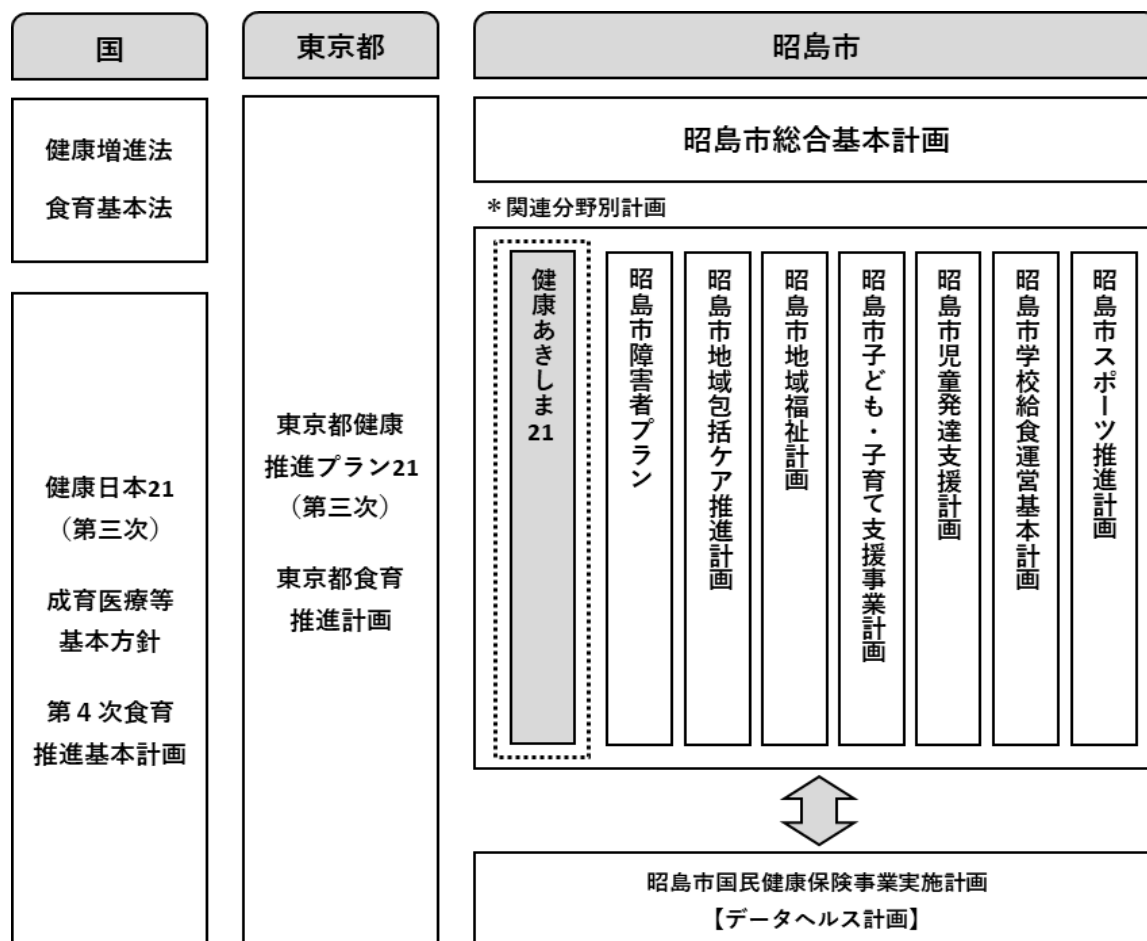 国
健康増進法
食育基本法
健康日本21
（第三次）
成育医療等
基本方針
第４次食育
推進基本計画
東京都
東京都健康
推進プラン21
（第三次）
東京都食育
推進計画
昭島市
昭島市総合基本計画
＊関連分野別計画
健康あきしま21
昭島市障害者プラン
昭島市地域包括ケア推進計画
昭島市地域福祉計画
昭島市子ども・子育て支援事業計画
昭島市児童発達支援計画
昭島市学校給食運営基本計画
昭島市スポーツ推進計画
昭島市国民健康保険事業実施計画
【データヘルス計画】